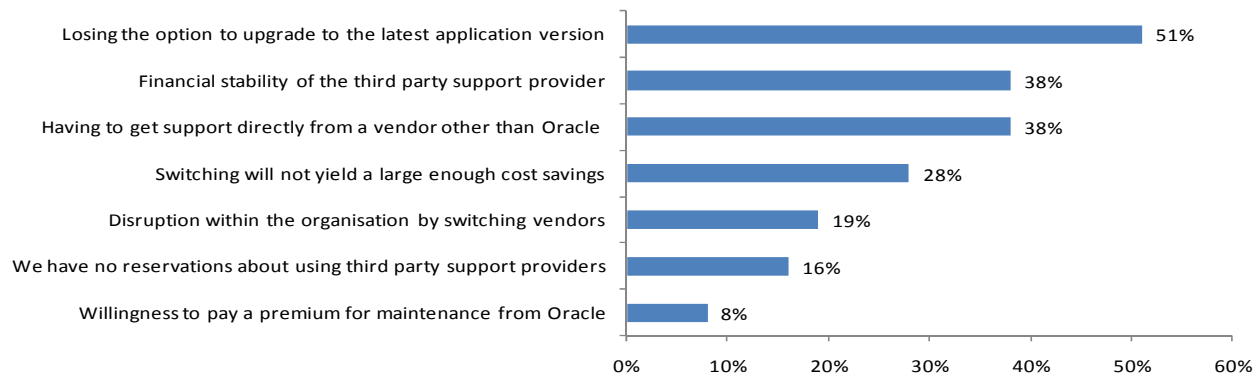 Losing the option to upgrade to the latest application version 51%
Financial stability of the third party support provider 38%
Having to get support directly from a vendor other than Oracle 38%
Switching will not yield a large enough cost savings 28%
Disruption within the organisation by switching vendors 19%
We have no reservations about using third party support providers 16%
Willingness to pay a premium for maintenance from Oracle 8%
0% 10% 20% 30% 40% 50% 60%